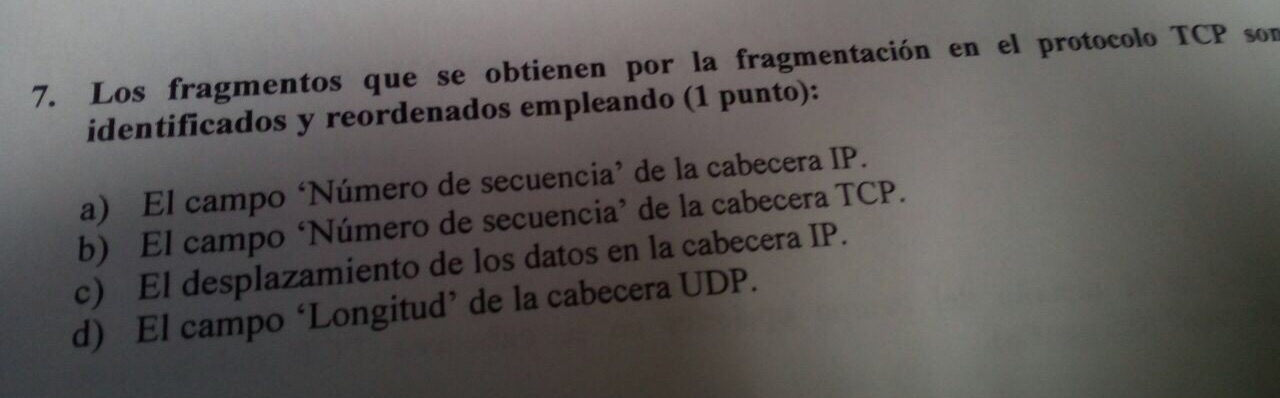 7. Los fragmentos que se obtienen por la fragmentación en el protocolo TCP son
identificados y reordenados empleando (1 punto):
a) El campo ‘Número de secuencia’ de la cabecera IP.
b) El campo ‘Número de secuencia’ de la cabecera TCP.
c) El desplazamiento de los datos en la cabecera IP.
d) El campo ‘Longitud’ de la cabecera UDP.